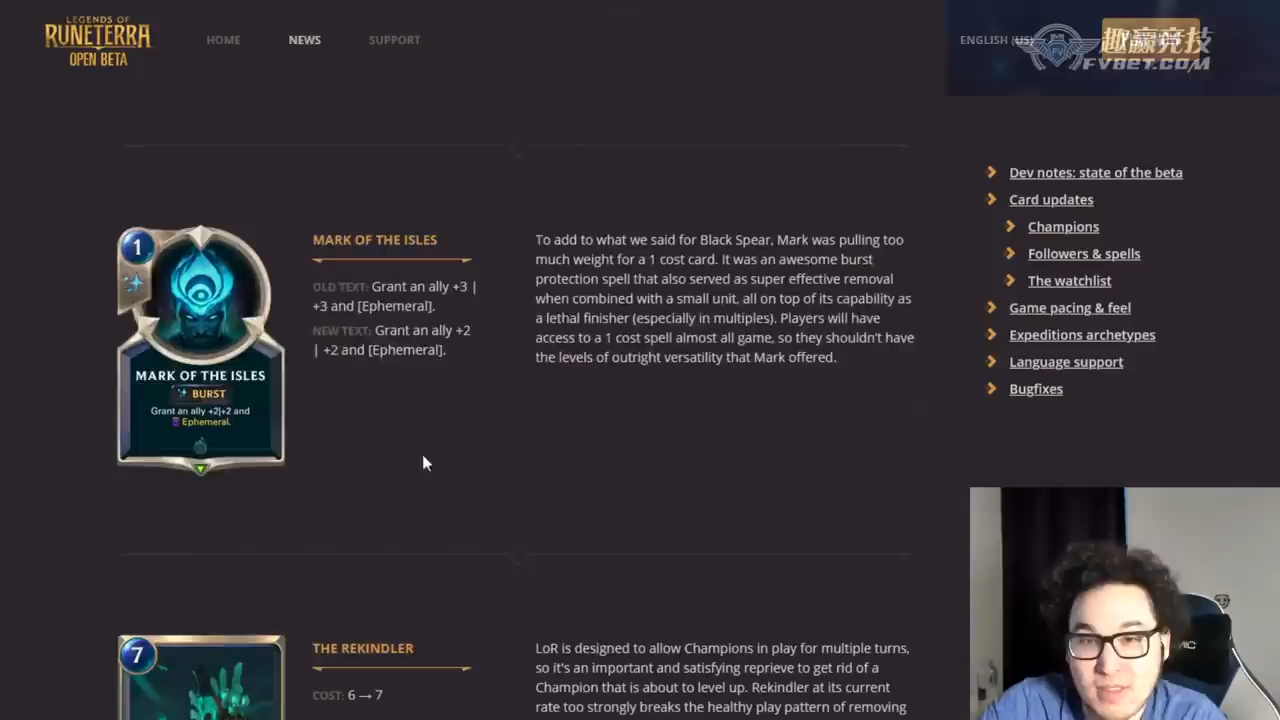 LEGENDS OF
RUNETERRA
OPEN BETA
HOME
NEWS
SUPPORT
ENGLISH (US)
趣赢竞技
FVBET.COM
1
MARK OF THE ISLES
BURST
Grant an ally +2|+2 and
Ephemeral.
MARK OF THE ISLES
OLD TEXT: Grant an ally +3 |
+3 and [Ephemeral].
NEW TEXT: Grant an ally +2
| +2 and [Ephemeral].
To add to what we said for Black Spear, Mark was pulling too
much weight for a 1 cost card. It was an awesome burst
protection spell that also served as super effective removal
when combined with a small unit, all on top of its capability as
a lethal finisher (especially in multiples). Players will have
access to a 1 cost spell almost all game, so they shouldn't have
the levels of outright versatility that Mark offered.
Dev notes: state of the beta
Card updates
Champions
Followers & spells
The watchlist
Game pacing & feel
Expeditions archetypes
Language support
Bugfixes
7
THE REKINDLER
COST: 6 → 7
LoR is designed to allow Champions in play for multiple turns,
so it's an important and satisfying reprieve to get rid of a
Champion that is about to level up. Rekindler at its current
rate too strongly breaks the healthy play pattern of removing